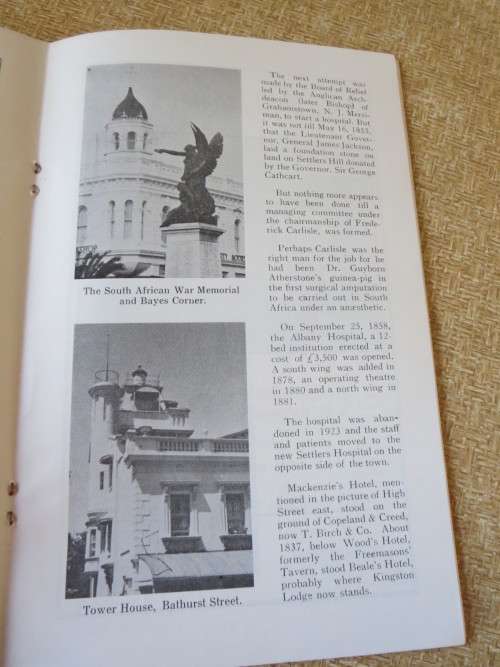 The South African War Memorial
and Bayes Corner.
Tower House, Bathurst Street.
The next attempt was
made by the Board of Relief
led by the Anglican Arch-
deacon (later Bishop) of
Grahamstown, N. J. Merri-
man, to start a hospital. But
it was not till May 16, 1853,
that the Lieutenant Gover-
nor, General James Jackson,
laid a foundation stone on
land on Settlers Hill donated
by the Governor, Sir George
Cathcart.
But nothing more appears
to have been done till a
managing committee under
the chairmanship of Frede-
rick Carlisle, was formed.
Perhaps Carlisle was the
right man for the job for he
had been Dr. Guyborn
Atherstone's guinea-pig in
the first surgical amputation
to be carried out in South
Africa under an anæsthetic.
On September 25, 1858,
the Albany Hospital, a 12-
bed institution erected at a
cost of £3,500 was opened.
A south wing was added in
1878, an operating theatre
in 1880 and a north wing in
1881.
The hospital was aban-
doned in 1923 and the staff
and patients moved to the
new Settlers Hospital on the
opposite side of the town.
Mackenzie's Hotel, men-
tioned in the picture of High
Street east, stood on the
ground of Copeland & Creed,
now T. Birch & Co. About
1837, below Wood's Hotel,
formerly the Freemasons'
Tavern, stood Beale's Hotel,
probably where Kingston
Lodge now stands.